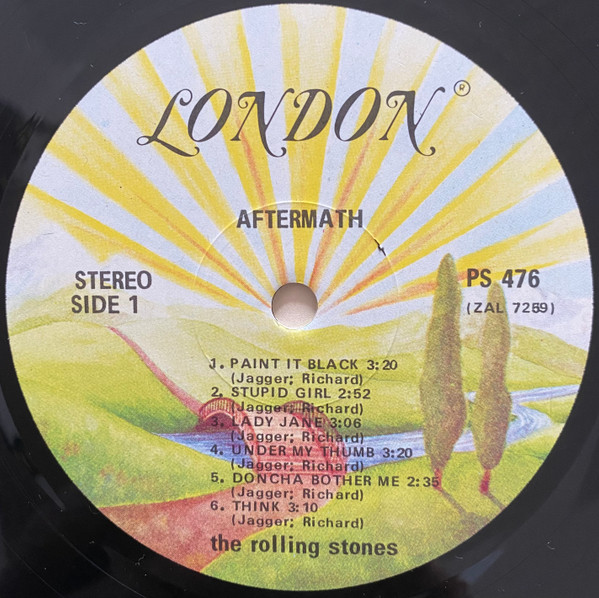 LONDON®
AFTERMATH
STEREO
SIDE 1
PS 476
(ZAL 7259)
1. PAINT IT BLACK 3:20
(Jagger; Richard)
2. STUPID GIRL 2:52
(Jagger; Richard)
3. LADY JANE 3:06
(Jagger; Richard)
4. UNDER MY THUMB 3:20
(Jagger; Richard)
5. DONCHA BOTHER ME 2:35
(Jagger; Richard)
6. THINK 3:10
(Jagger; Richard)
the rolling stones